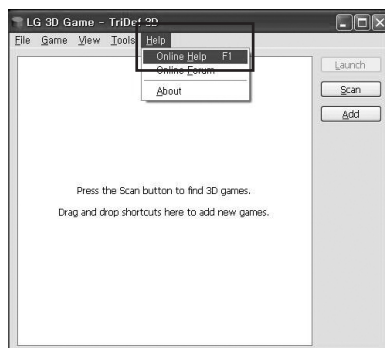 LG 3D Game - TriDef 3D
File Game View Tools Help
Online Help F1
Online Forum
About
Launch
Scan
Add
Press the Scan button to find 3D games.
Drag and drop shortcuts here to add new games.